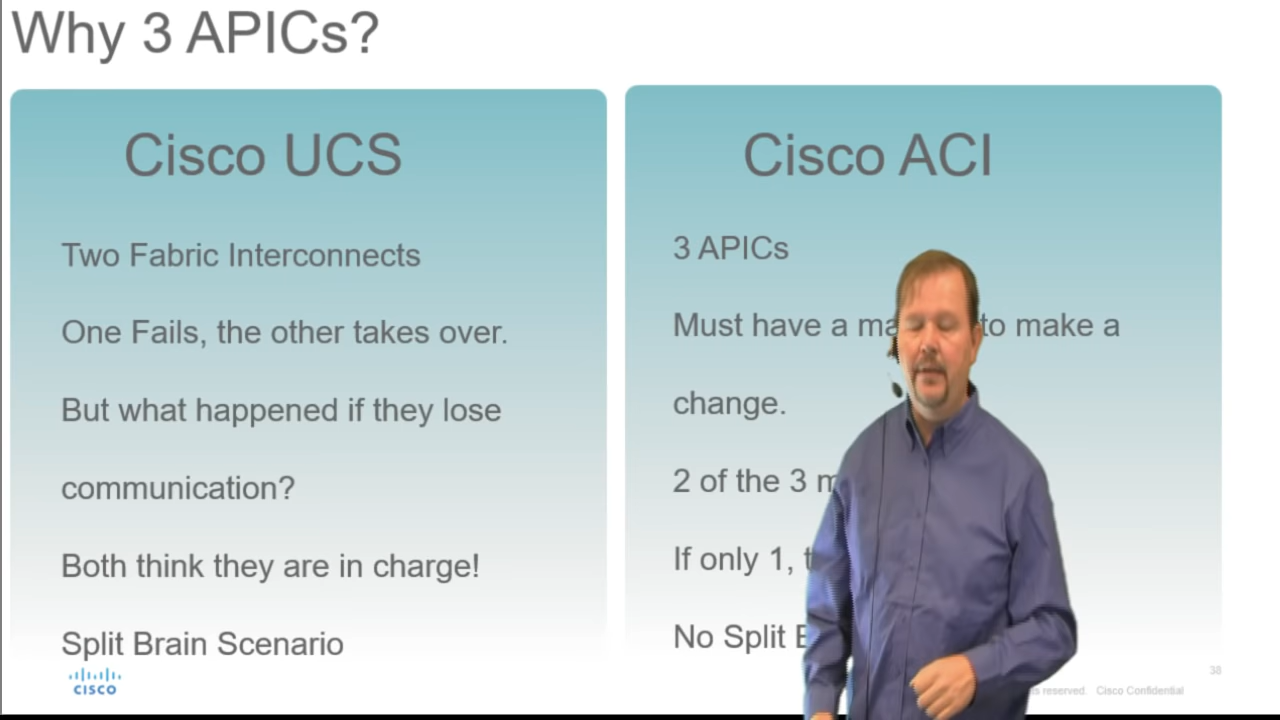 Why 3 APICs?
Cisco UCS
Two Fabric Interconnects
One Fails, the other takes over.
But what happened if they lose
communication?
Both think they are in charge!
Split Brain Scenario
CISCO
Cisco ACI
3 APICs
Must have a to make a
change.
2 of the 3
If only 1,
No Split
38
reserved. Cisco Confidential